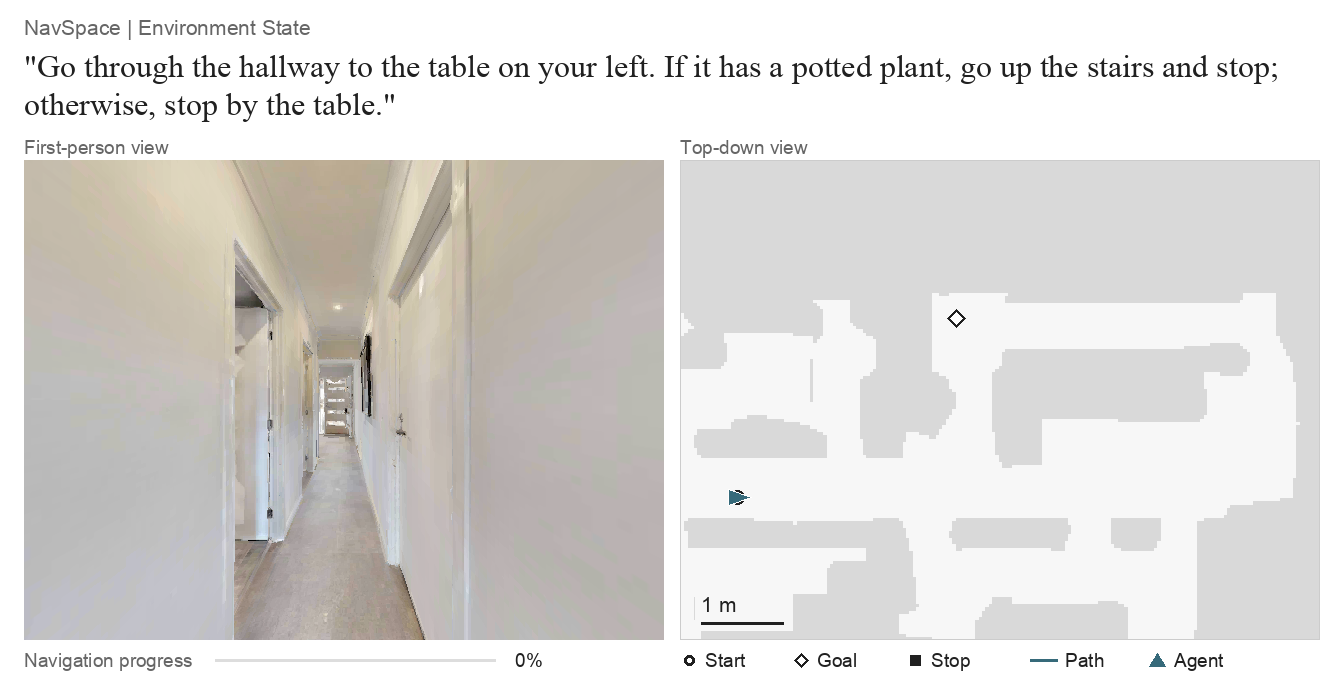 NavSpace | Environment State
"Go through the hallway to the table on your left. If it has a potted plant, go up the stairs and stop;
otherwise, stop by the table."
First-person view
Top-down view
1 m
Navigation progress
0%
Start
Goal
Stop
Path
Agent